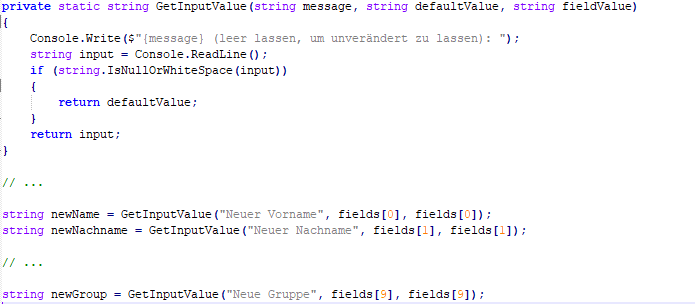 private static string GetInputValue(string message, string defaultValue, string fieldValue)
{
Console.Write($"{message} (leer lassen, um unverändert zu lassen): ");
string input = Console.ReadLine();
if (string.IsNullOrWhiteSpace(input))
{
return defaultValue;
}
return input;
}
// ...
string newName = GetInputValue("Neuer Vorname", fields[0], fields[0]);
string newNachname = GetInputValue("Neuer Nachname", fields[1], fields[1]);
// ...
string newGroup = GetInputValue("Neue Gruppe", fields[9], fields[9]);